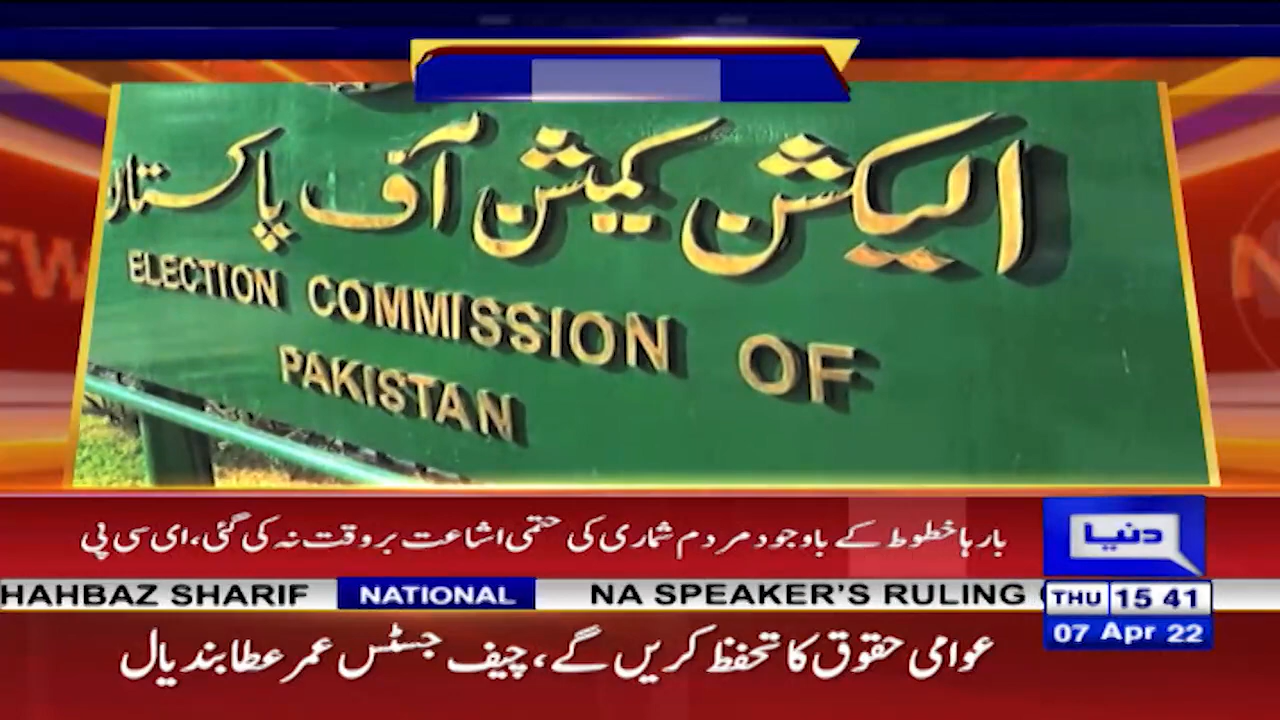 الیکشن کمیشن آف پاکستان
ELECTION COMMISSION OF
PAKISTAN
بارہا خطوط کے باوجود مردم شماری کی حتمی اشاعت بروقت نہ کی گئی، ای سی پی
دنیا
HAHBAZ SHARIF NATIONAL NA SPEAKER'S RULING
THU 15 41
07 Apr 22
عوامی حقوق کا تحفظ کریں گے، چیف جسٹس عمر عطا بندیال